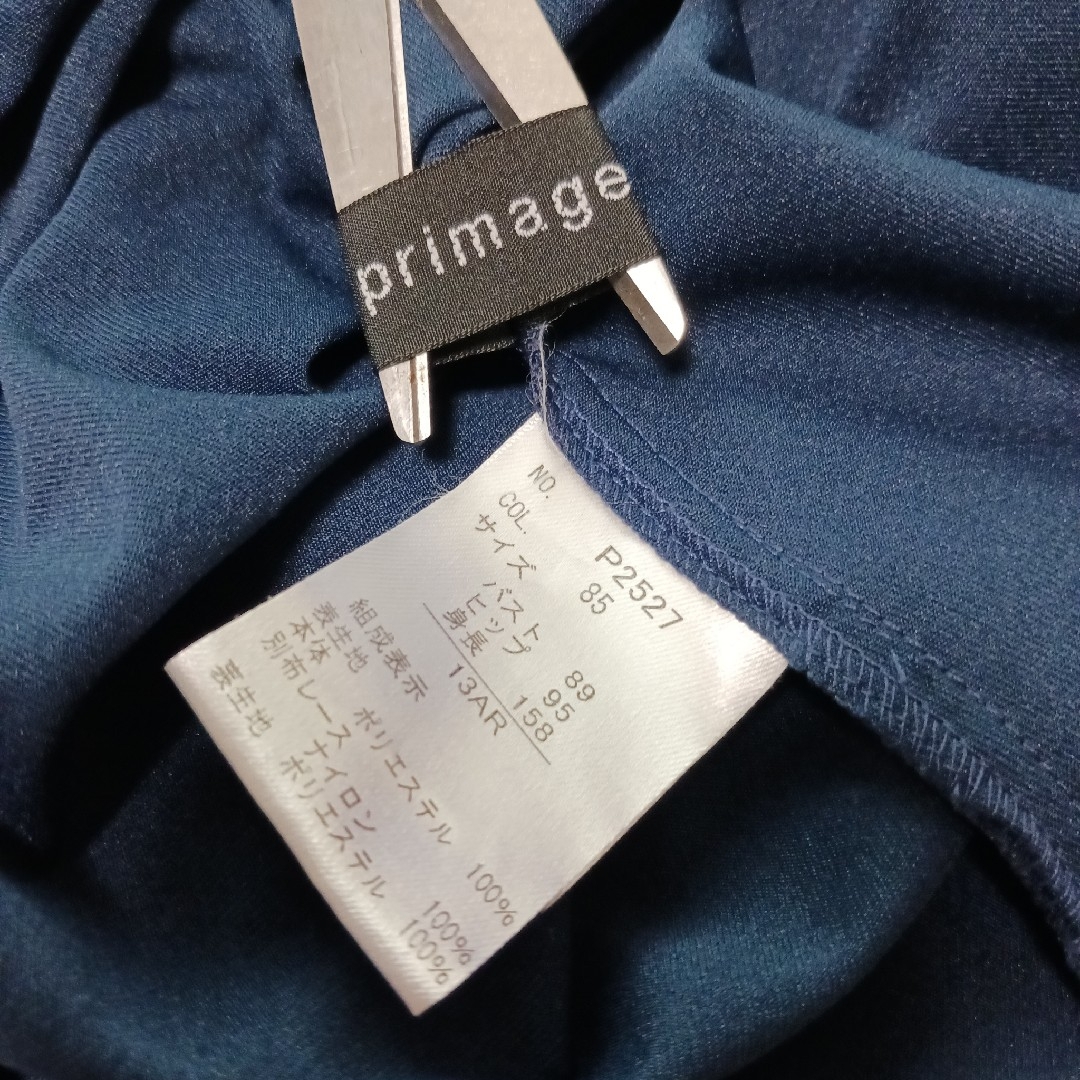 primage
NO. P2527
COL. 85
サイズ
バスト 89
ヒップ 95
身長 158
13AR
組成表示
表生地
本体 ポリエステル 100%
別布レース
ナイロン 100%
裏生地 ポリエステル 100%